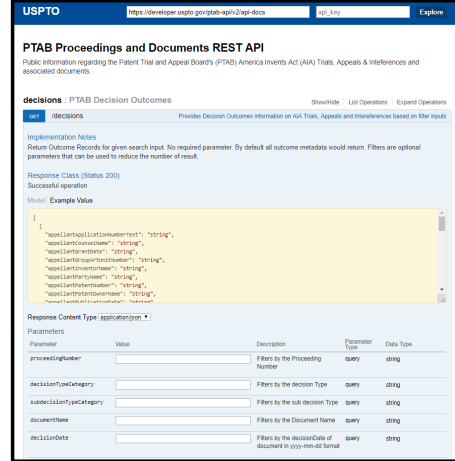 USPTO
https://developer.uspto.gov/ptab-api/v2/api-docs
api_key
Explore
PTAB Proceedings and Documents REST API
Public information regarding the Patent Trial and Appeal Board's (PTAB) America Invents Act (AIA) Trials, Appeals & Inteferences and
associated documents.
decisions : PTAB Decision Outcomes
Show/Hide
List Operations
Expand Operations
GET
/decisions
Provides Decision Outcomes information on AIA Trials, Appeals and Intereferences based on filter inputs
Implementation Notes
Return Outcome Records for given search input. No required parameter. By default all outcome metadata would return. Filters are optional
parameters that can be used to reduce the number of result.
Response Class (Status 200)
Successful operation
Model
Example Value
[
{
"appellantApplicationNumberText": "string",
"appellantCounselName": "string",
"appellantGrantDate": "string",
"appellantGroupArtUnitNumber": "string",
"appellantInventorName": "string",
"appellantPartyName": "string",
"appellantPatentNumber": "string",
"appellantPatentOwnerName": "string",
"appellantPublicationDate": "string"
Response Content Type application/json
Parameters
Parameter
Value
Description
Parameter Type
Data Type
proceedingNumber
Filters by the Proceeding
Number
query
string
decisionTypeCategory
Filters by the decision Type
query
string
subdecisionTypeCategory
Filters by the sub decision Type
query
string
documentName
Filters by the Document Name
query
string
decisionDate
Filters by the decisionDate of
document in yyyy-mm-dd format
query
string